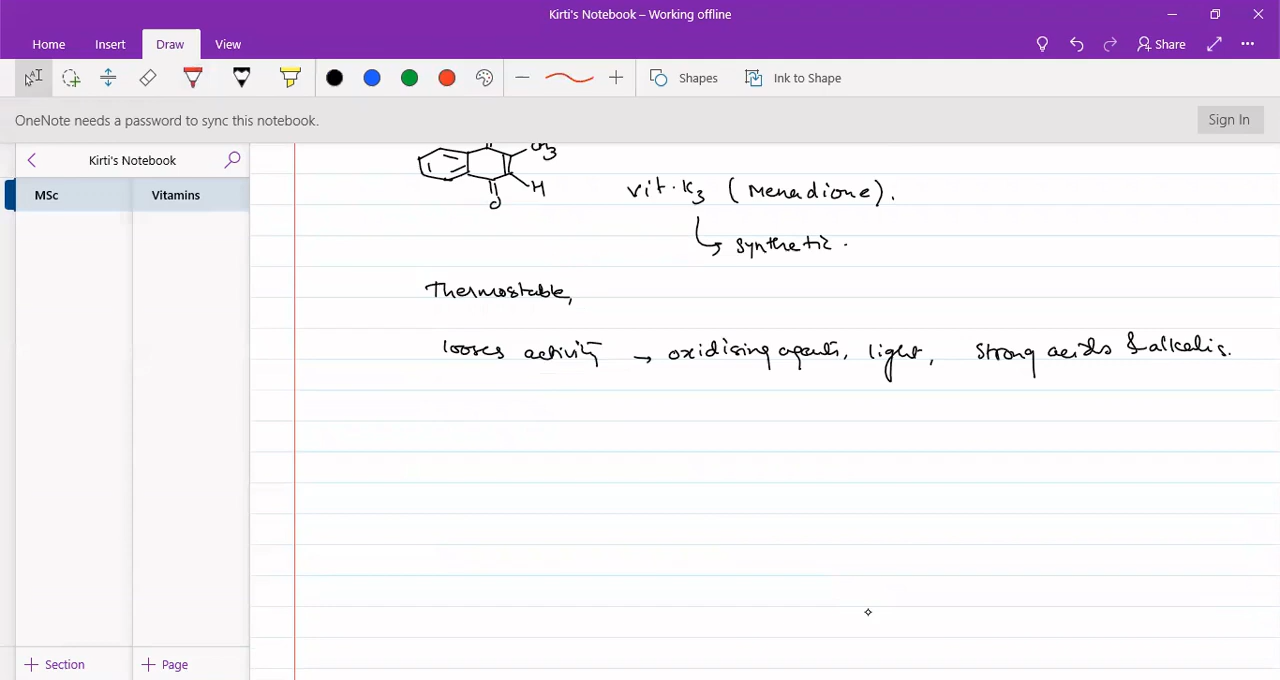 Kirti's Notebook – Working offline
Home Insert Draw View
Share
Shapes Ink to Shape
OneNote needs a password to sync this notebook.
Sign In
Kirti's Notebook
MSc Vitamins
CH3
H
O
vit. K3 (Menadione).
synthetic.
Thermostable,
looses activity → oxidising agents, light, strong acids & alkalis.
+ Section + Page